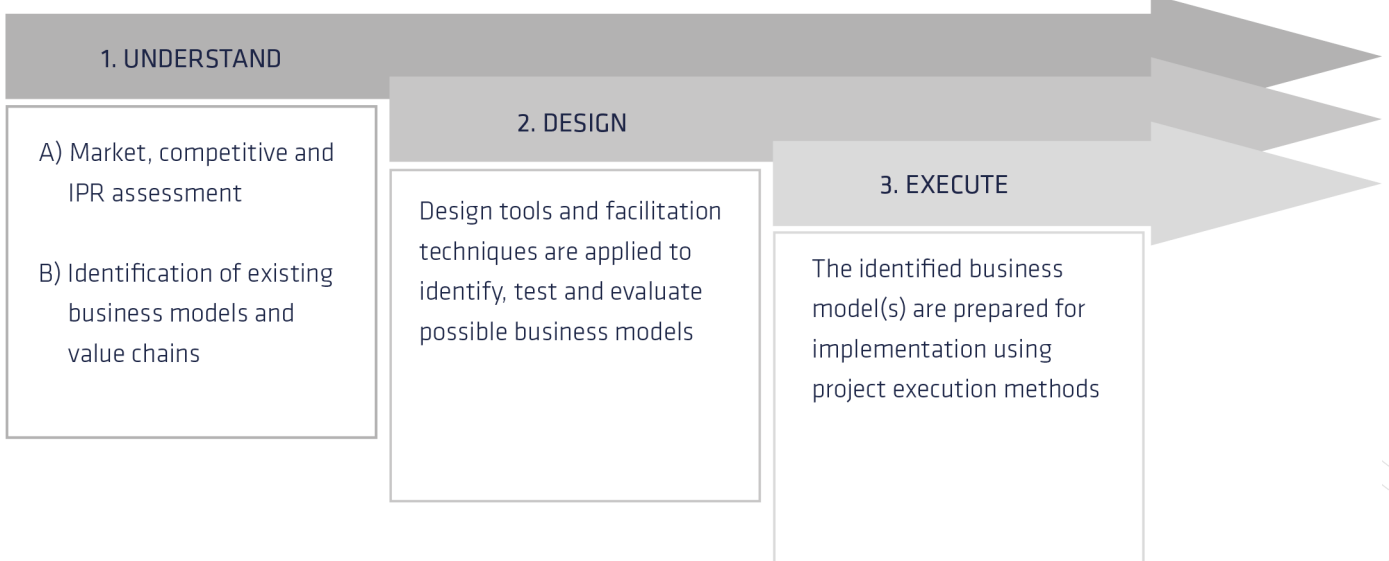 1. UNDERSTAND
A) Market, competitive and
IPR assessment
B) Identification of existing
business models and
value chains
2. DESIGN
Design tools and facilitation
techniques are applied to
identify, test and evaluate
possible business models
3. EXECUTE
The identified business
model(s) are prepared for
implementation using
project execution methods